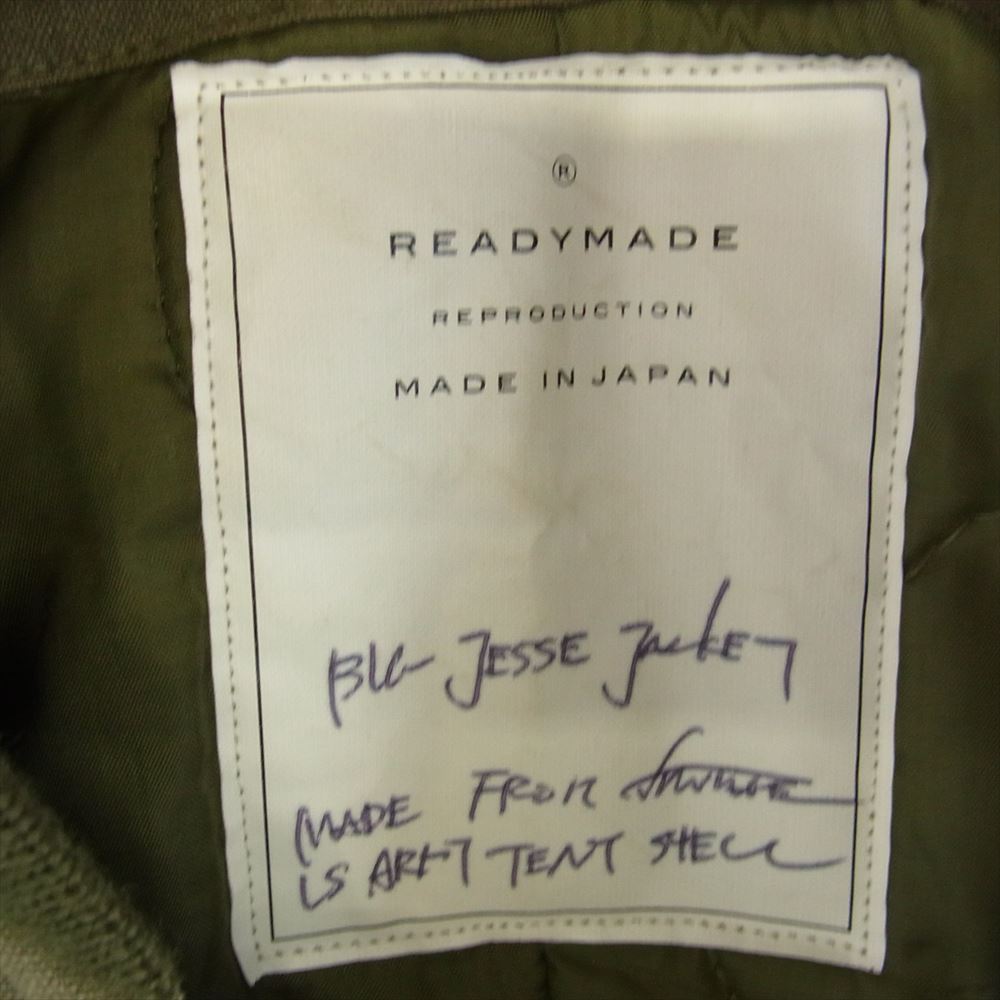 ®
READYMADE
REPRODUCTION
MADE IN JAPAN
BIG JESSE JACKET
MADE FROM
US ARMY TENT SHELL